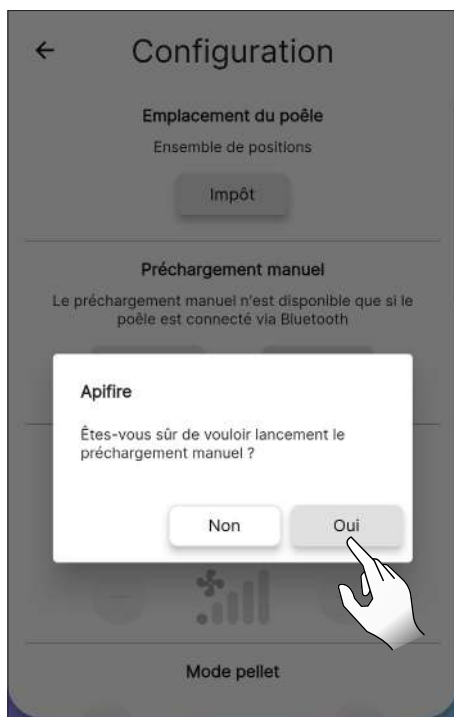 Configuration
Emplacement du poêle
Ensemble de positions
Impôt
Préchargement manuel
Le préchargement manuel n'est disponible que si le
poêle est connecté via Bluetooth
Apifire
Êtes-vous sûr de vouloir lancement le
préchargement manuel ?
Non Oui
Mode pellet